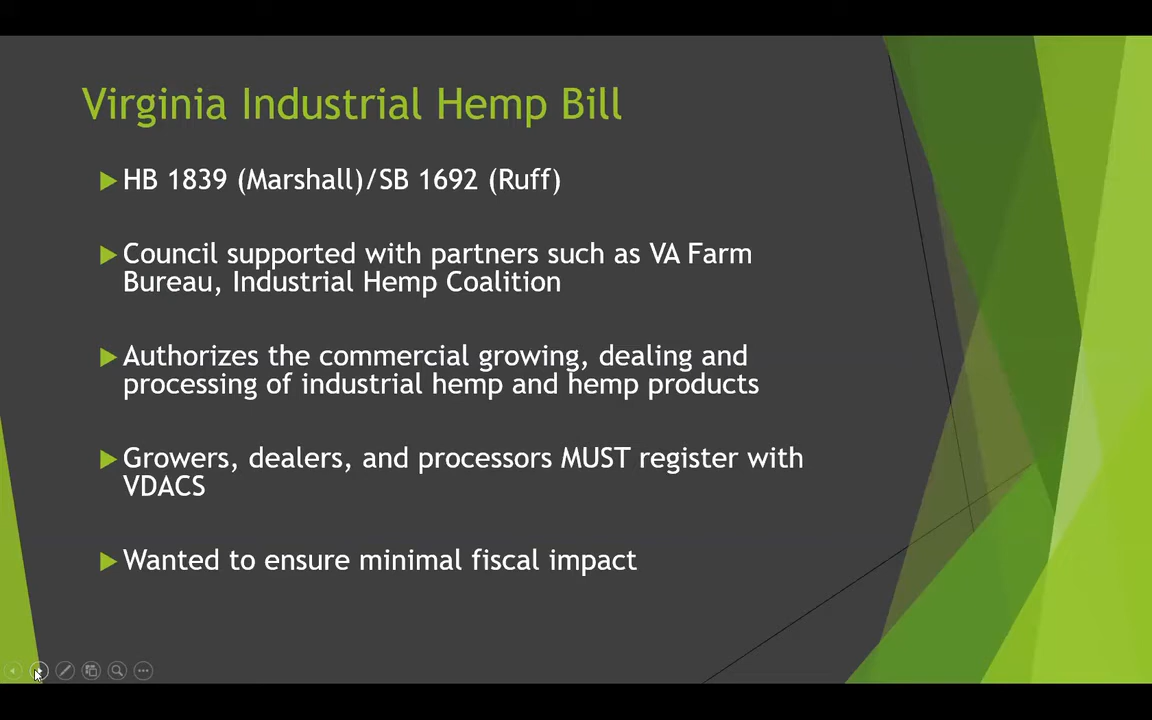 Virginia Industrial Hemp Bill
HB 1839 (Marshall)/SB 1692 (Ruff)
Council supported with partners such as VA Farm
Bureau, Industrial Hemp Coalition
Authorizes the commercial growing, dealing and
processing of industrial hemp and hemp products
Growers, dealers, and processors MUST register with
VDACS
Wanted to ensure minimal fiscal impact